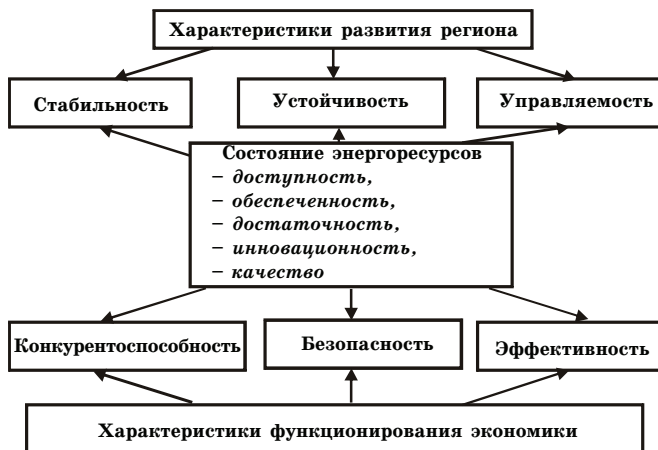 Характеристики развития региона
Стабильность
Устойчивость
Управляемость
Состояние энергоресурсов
– доступность,
– обеспеченность,
– достаточность,
– инновационность,
– качество
Конкурентоспособность
Безопасность
Эффективность
Характеристики функционирования экономики